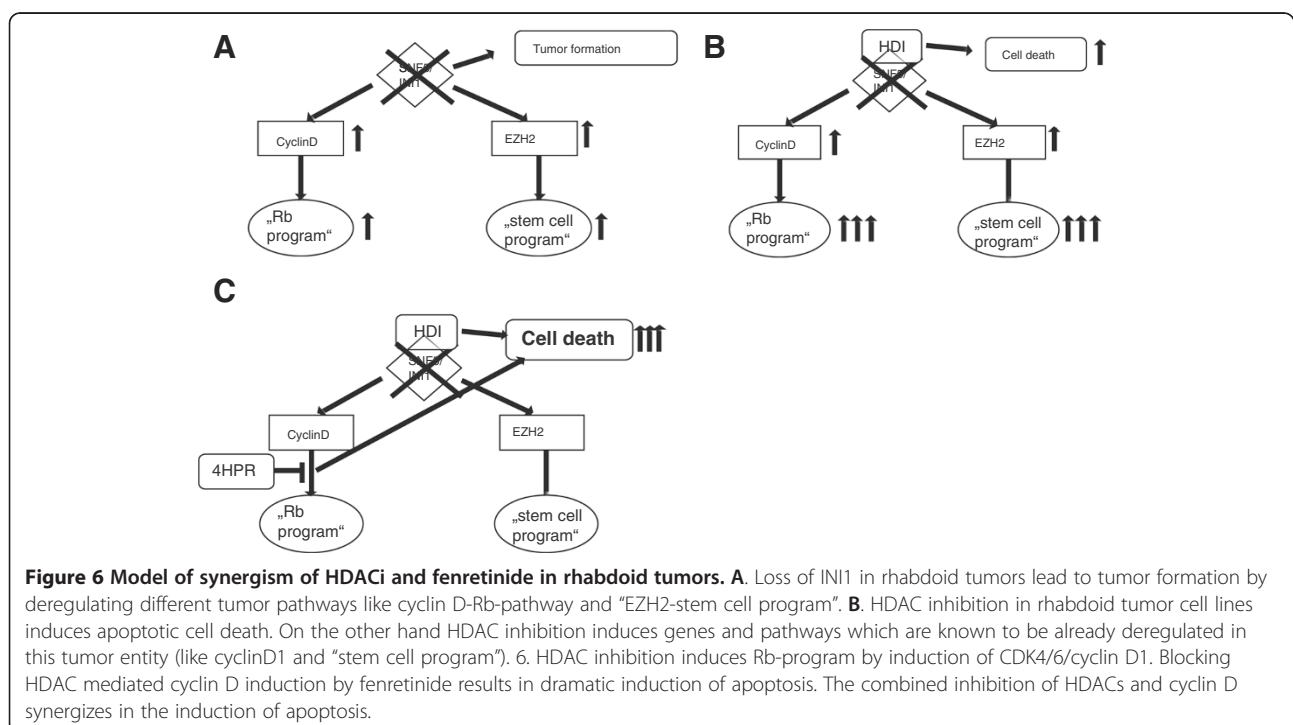 A
SNF5/
INI1
Tumor formation
CyclinD
EZH2
„Rb
program“
„stem cell
program“
B
HDI
SNF5/
INI1
Cell death
CyclinD
EZH2
„Rb
program“
„stem cell
program“
C
HDI
SNF5/
INI1
Cell death
CyclinD
EZH2
4HPR
„Rb
program“
„stem cell
program“
Figure 6 Model of synergism of HDACi and fenretinide in rhabdoid tumors. A. Loss of INI1 in rhabdoid tumors lead to tumor formation by
deregulating different tumor pathways like cyclin D-Rb-pathway and “EZH2-stem cell program”. B. HDAC inhibition in rhabdoid tumor cell lines
induces apoptotic cell death. On the other hand HDAC inhibition induces genes and pathways which are known to be already deregulated in
this tumor entity (like cyclinD1 and “stem cell program”). 6. HDAC inhibition induces Rb-program by induction of CDK4/6/cyclin D1. Blocking
HDAC mediated cyclin D induction by fenretinide results in dramatic induction of apoptosis. The combined inhibition of HDACs and cyclin D
synergizes in the induction of apoptosis.